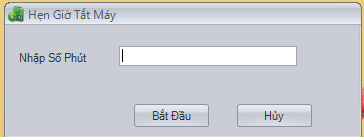 Hẹn Giờ Tắt Máy
Nhập Số Phút
Bắt Đầu Hủy